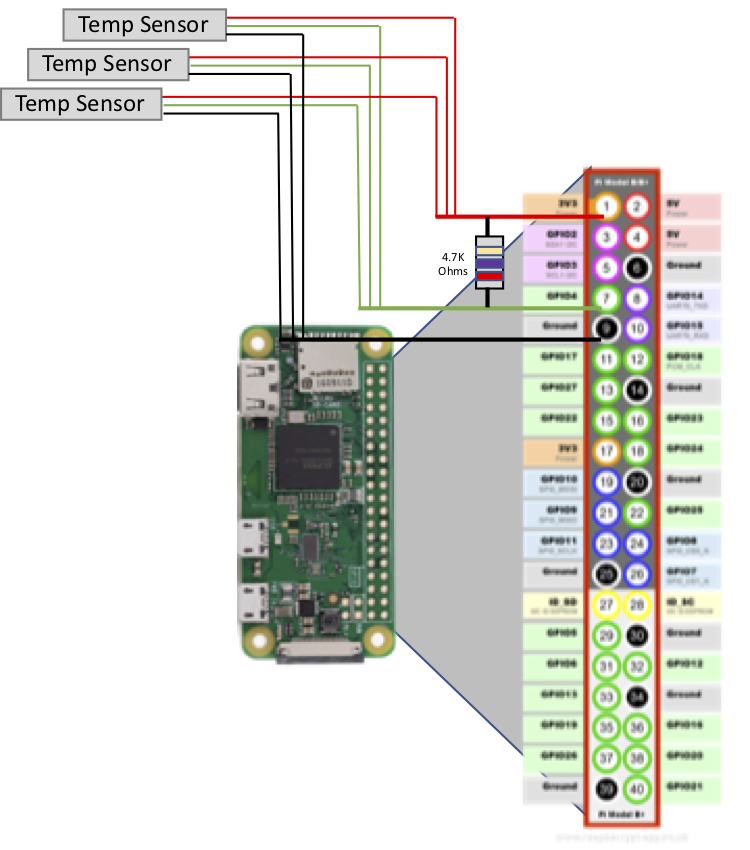 Temp Sensor
Temp Sensor
Temp Sensor
4.7K
Ohms
Pi Model B/B+
3V3 1 2 5V
Power
GPIO2 3 4 5V
Power
GPIO3 5 6 Ground
GPIO4 7 8 GPIO14
Ground 9 10 GPIO15
GPIO17 11 12 GPIO18
GPIO27 13 14 Ground
GPIO22 15 16 GPIO23
3V3 17 18 GPIO24
Power
GPIO10 19 20 Ground
GPIO9 21 22 GPIO25
GPIO11 23 24 GPIO8
Ground 25 26 GPIO7
ID_SD 27 28 ID_SC
GPIO5 29 30 Ground
GPIO6 31 32 GPIO12
GPIO13 33 34 Ground
GPIO19 35 36 GPIO16
GPIO26 37 38 GPIO20
Ground 39 40 GPIO21
Pi Model B+